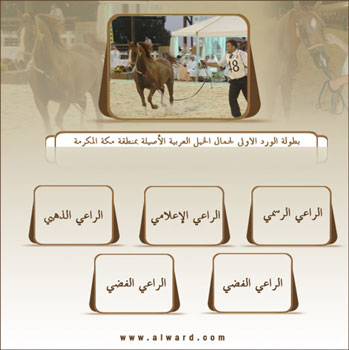 48
بطولة الورد الاولى لجمال الخيل العربية الأصيلة بمنطقة مكة المكرمة
الراعي الرسمي
الراعي الإعلامي
الراعي الذهبي
الراعي الفضي
الراعي الفضي
www.alward.com